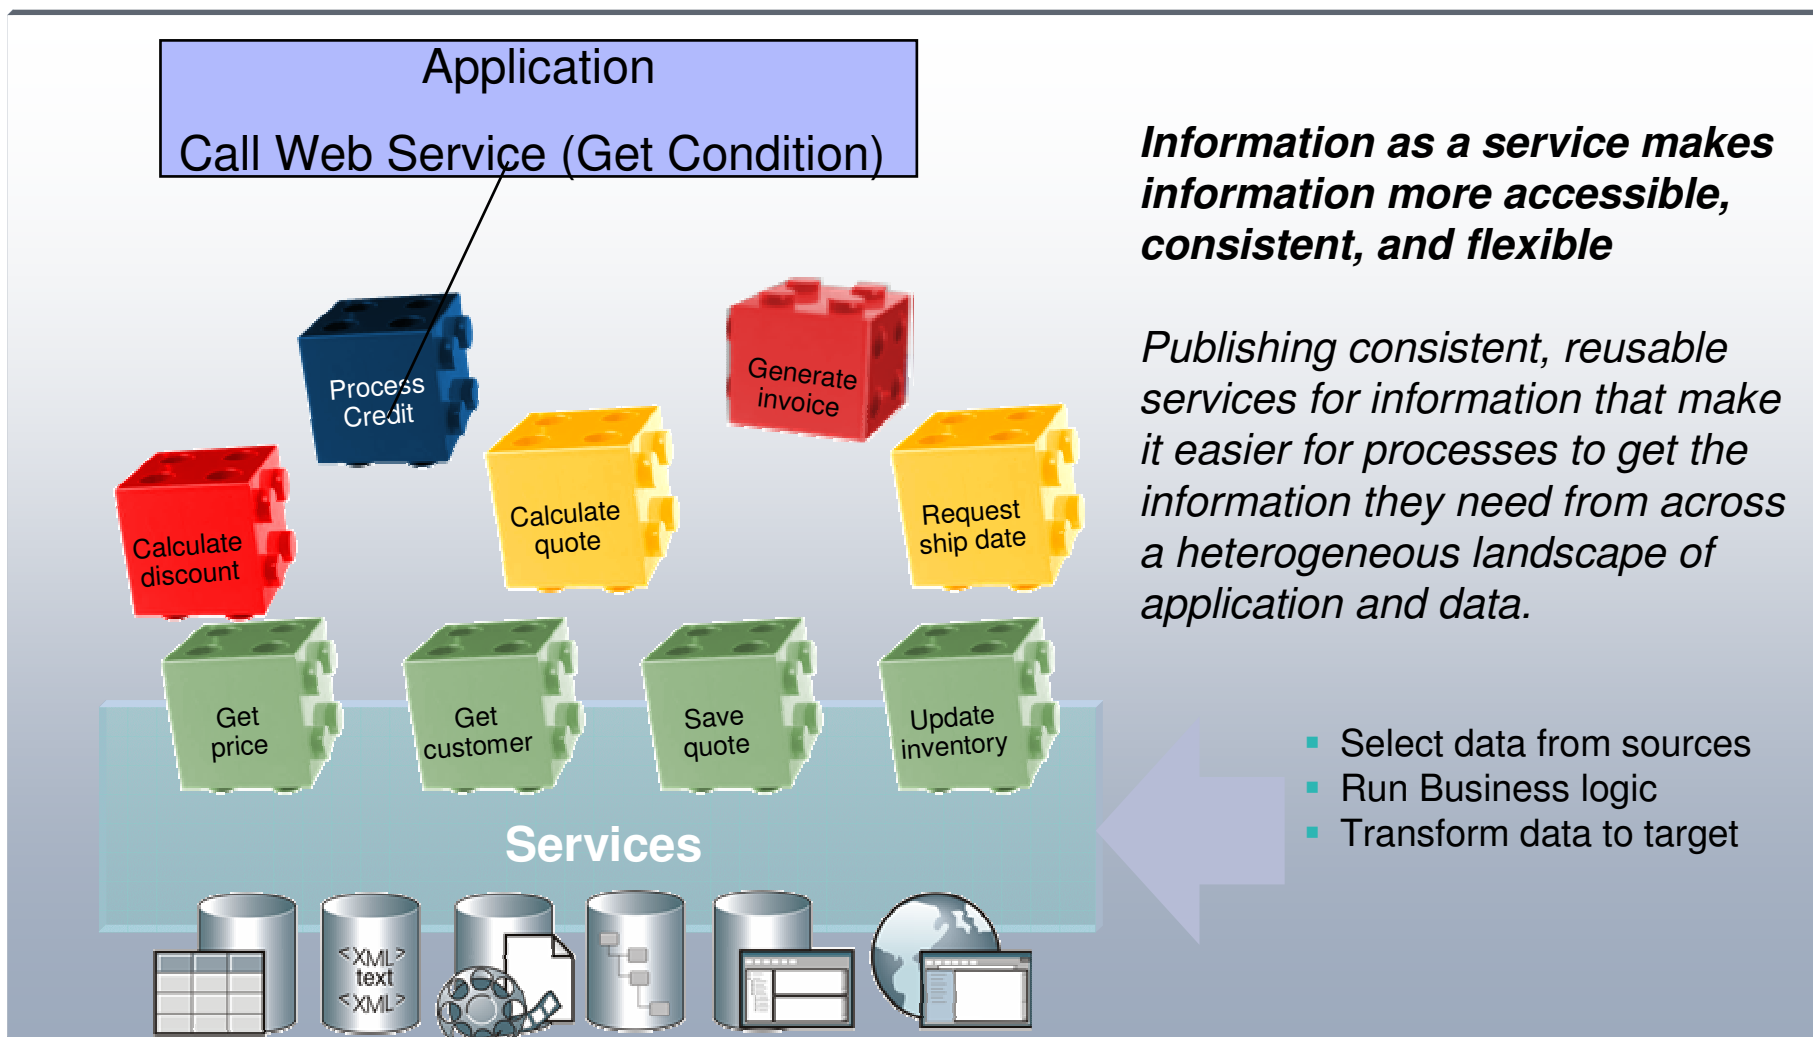 Application
Call Web Service (Get Condition)
Information as a service makes
information more accessible,
consistent, and flexible
Publishing consistent, reusable
services for information that make
it easier for processes to get the
information they need from across
a heterogeneous landscape of
application and data.
Process
Credit
Generate
invoice
Calculate
discount
Calculate
quote
Request
ship date
Get
price
Get
customer
Save
quote
Update
inventory
Services
▪ Select data from sources
▪ Run Business logic
▪ Transform data to target
<XML>
text
<XML>